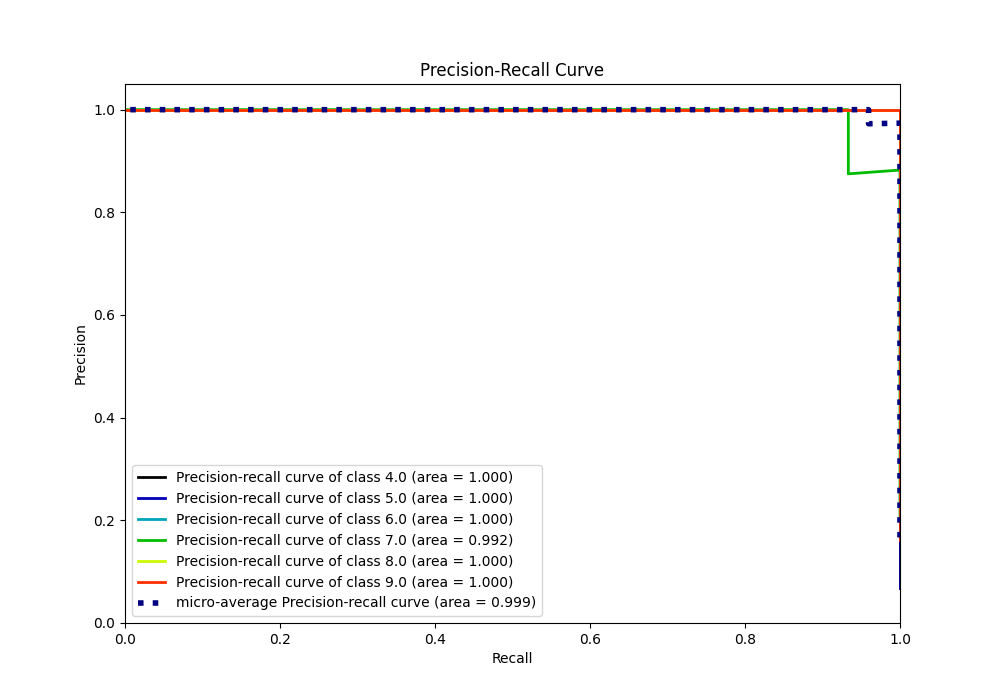 Precision-Recall Curve
1.0
0.8
0.6
0.4
0.2
0.0
Precision
Precision-recall curve of class 4.0 (area = 1.000)
Precision-recall curve of class 5.0 (area = 1.000)
Precision-recall curve of class 6.0 (area = 1.000)
Precision-recall curve of class 7.0 (area = 0.992)
Precision-recall curve of class 8.0 (area = 1.000)
Precision-recall curve of class 9.0 (area = 1.000)
micro-average Precision-recall curve (area = 0.999)
0.0 0.2 0.4 0.6 0.8 1.0
Recall